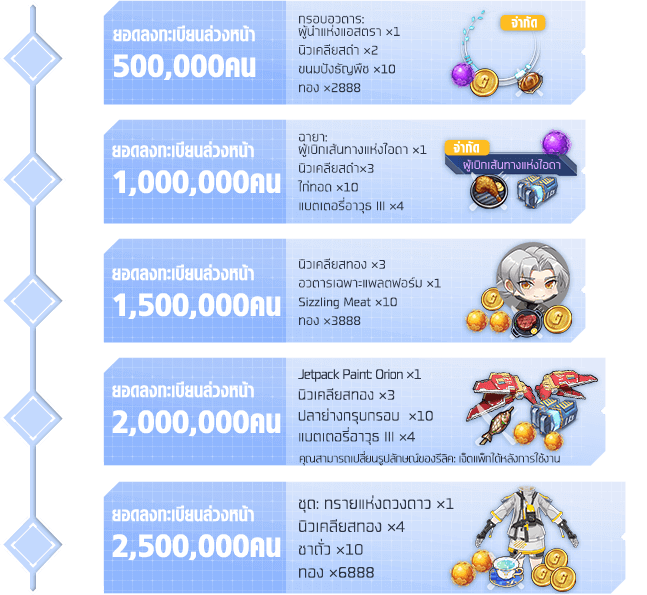 ยอดลงทะเบียนล่วงหน้า
500,000คน
กรอบอวตาร:
ผู้นำแห่งแอสตรา ×1
นิวเคลียสดำ ×2
ขนมปังธัญพืช ×10
ทอง ×2888
จำกัด
ยอดลงทะเบียนล่วงหน้า
1,000,000คน
ฉายา:
ผู้เบิกเส้นทางแห่งไอดา ×1
นิวเคลียสดำ×3
ไก่ทอด ×10
แบตเตอรี่อาวุธ III ×4
จำกัด
ผู้เบิกเส้นทางแห่งไอดา
ยอดลงทะเบียนล่วงหน้า
1,500,000คน
นิวเคลียสทอง ×3
อวตารเฉพาะแพลตฟอร์ม ×1
Sizzling Meat ×10
ทอง ×3888
ยอดลงทะเบียนล่วงหน้า
2,000,000คน
Jetpack Paint: Orion ×1
นิวเคลียสทอง ×3
ปลาย่างกรุบกรอบ ×10
แบตเตอรี่อาวุธ III ×4
คุณสามารถเปลี่ยนรูปลักษณ์ของรีลิค: เจ็ตแพ็กได้หลังการใช้งาน
ยอดลงทะเบียนล่วงหน้า
2,500,000คน
ชุด: ทรายแห่งดวงดาว ×1
นิวเคลียสทอง ×4
ชาถั่ว ×10
ทอง ×6888